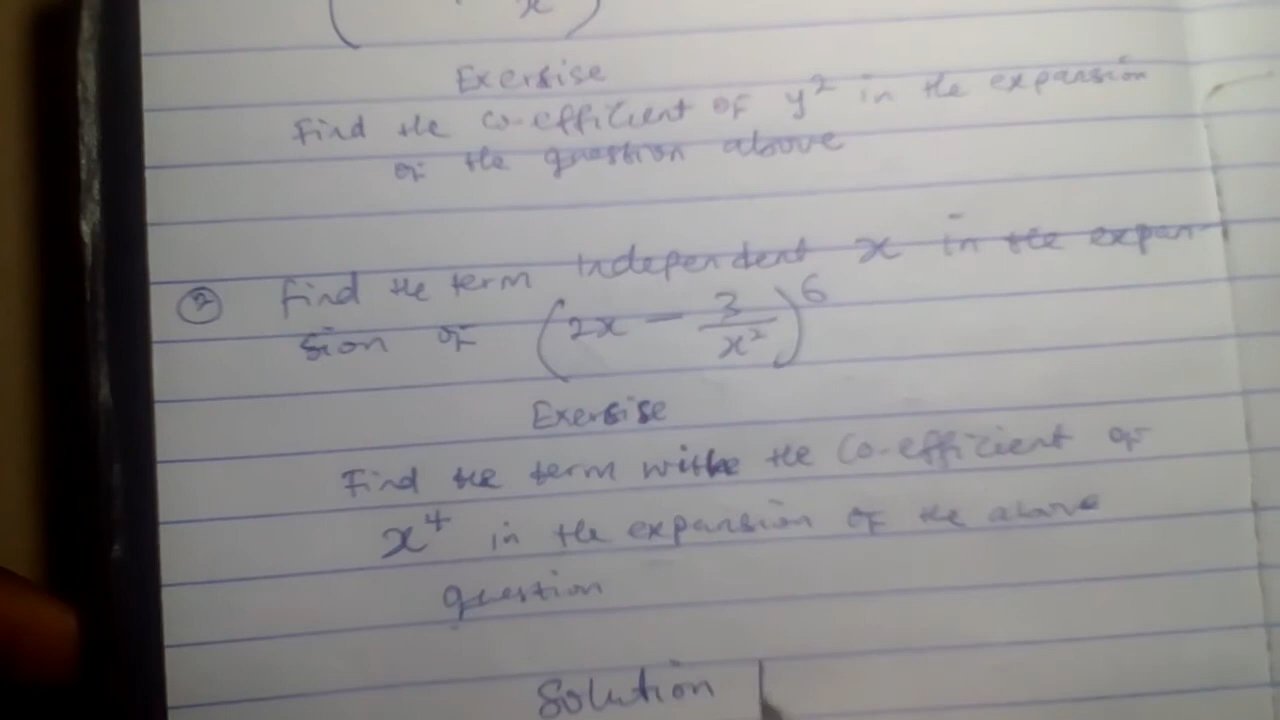 x
Exersise
Find the co-efficient of y² in the expansion
of the question above
② Find the term independent x in the expan-
sion of (2x - 3/x²)⁶
Exersise
Find the term withe the co-efficient of
x⁴ in the expansion of the above
question
Solution